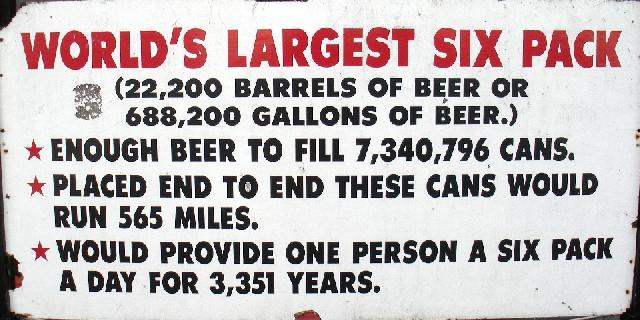 WORLD'S LARGEST SIX PACK
(22,200 BARRELS OF BEER OR
688,200 GALLONS OF BEER.)
★ ENOUGH BEER TO FILL 7,340,796 CANS.
★ PLACED END TO END THESE CANS WOULD
RUN 565 MILES.
★ WOULD PROVIDE ONE PERSON A SIX PACK
A DAY FOR 3,351 YEARS.